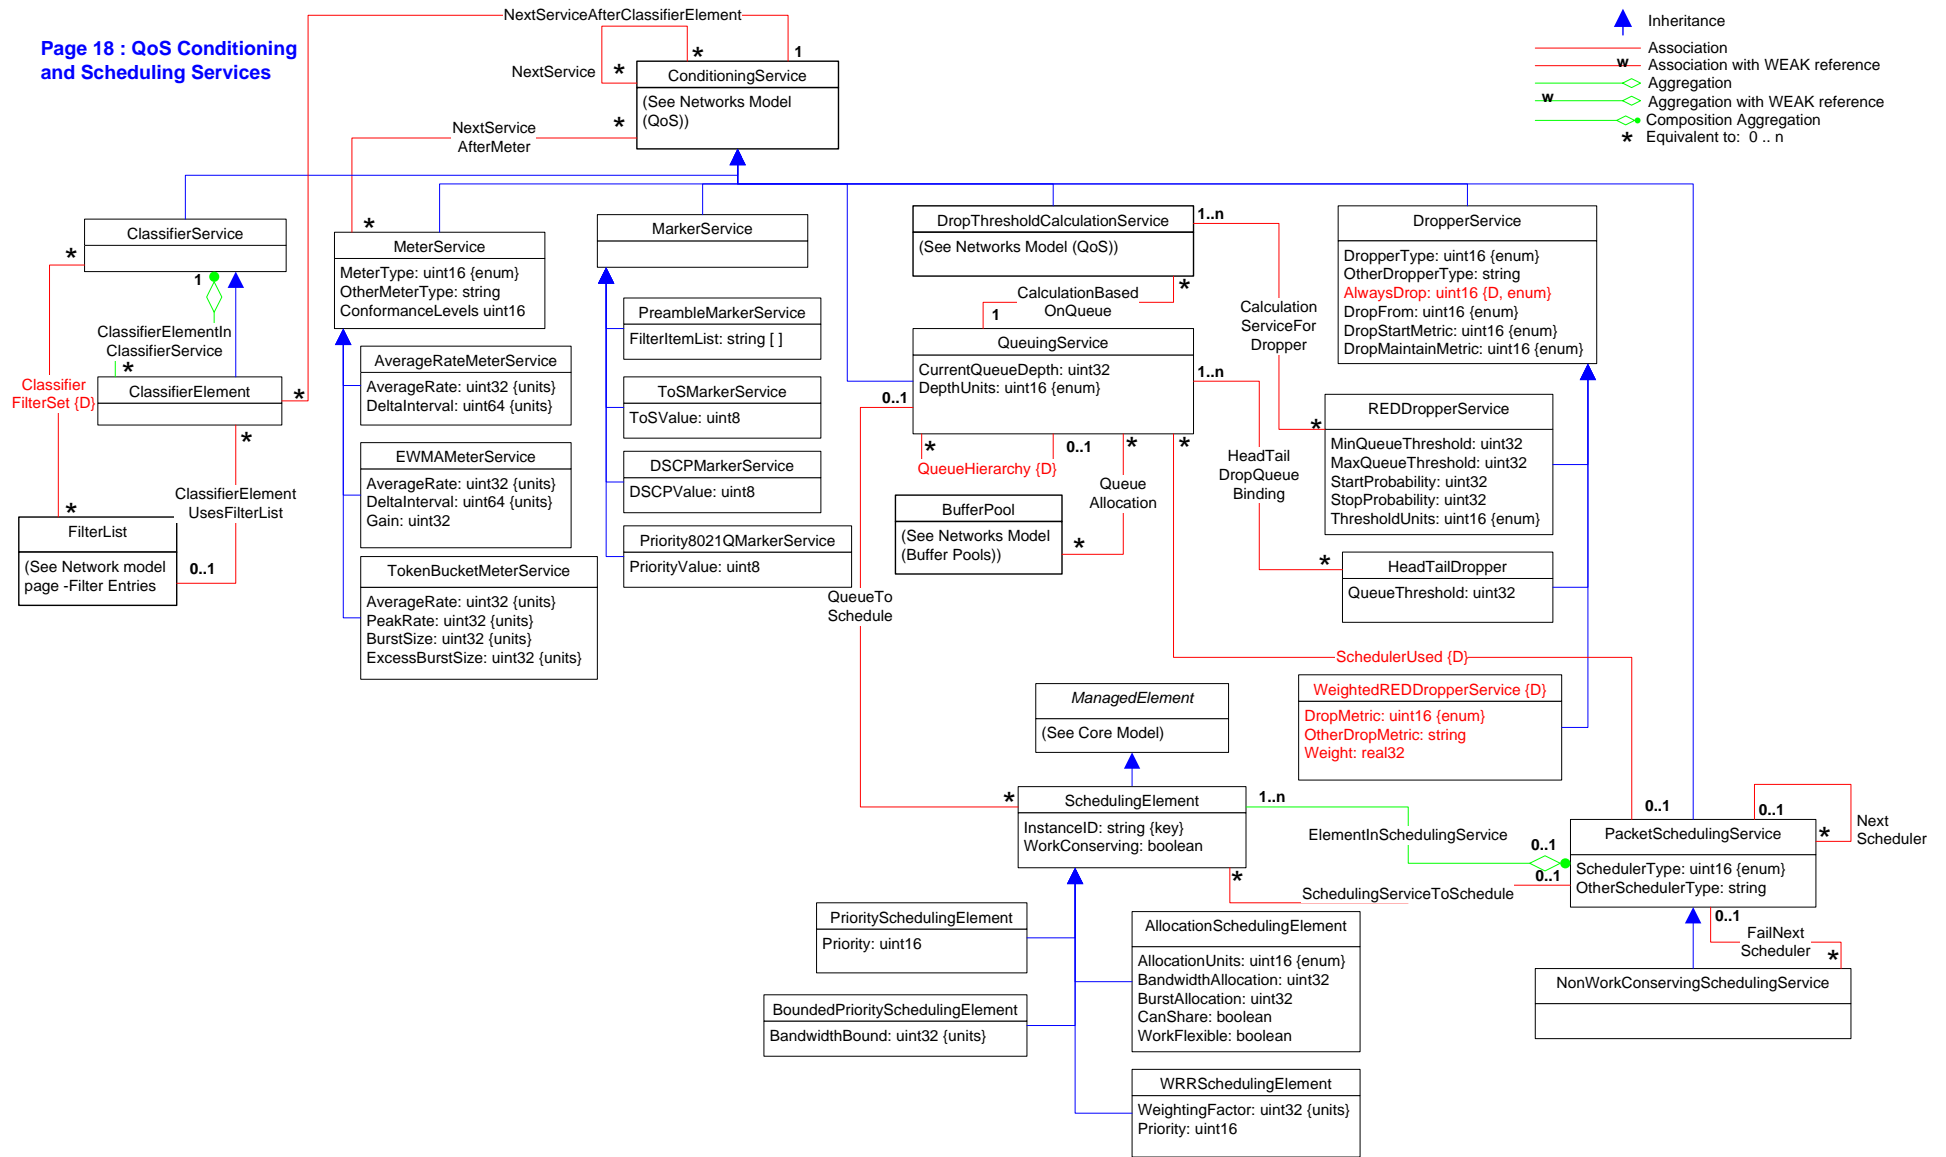 Page 18 : QoS Conditioning
and Scheduling Services
Inheritance
Association
w
Association with WEAK reference
Aggregation
w
Aggregation with WEAK reference
Composition Aggregation
* Equivalent to: 0 .. n
NextServiceAfterClassifierElement
*
1
NextService
*
ConditioningService
(See Networks Model
(QoS))
*
NextService
AfterMeter
*
ClassifierService
*
1
ClassifierElementIn
ClassifierService
*
Classifier
FilterSet {D}
ClassifierElement
*
*
ClassifierElement
UsesFilterList
*
FilterList
(See Network model
page -Filter Entries
0..1
MeterService
MeterType: uint16 {enum}
OtherMeterType: string
ConformanceLevels uint16
AverageRateMeterService
AverageRate: uint32 {units}
DeltaInterval: uint64 {units}
EWMAMeterService
AverageRate: uint32 {units}
DeltaInterval: uint64 {units}
Gain: uint32
TokenBucketMeterService
AverageRate: uint32 {units}
PeakRate: uint32 {units}
BurstSize: uint32 {units}
ExcessBurstSize: uint32 {units}
MarkerService
PreambleMarkerService
FilterItemList: string [ ]
ToSMarkerService
ToSValue: uint8
DSCPMarkerService
DSCPValue: uint8
Priority8021QMarkerService
PriorityValue: uint8
DropThresholdCalculationService
(See Networks Model (QoS))
1..n
*
CalculationBased
OnQueue
1
Calculation
ServiceFor
Dropper
*
QueuingService
CurrentQueueDepth: uint32
DepthUnits: uint16 {enum}
1..n
0..1
*
0..1
*
*
QueueHierarchy {D}
Queue
Allocation
*
BufferPool
(See Networks Model
(Buffer Pools))
HeadTail
DropQueue
Binding
*
QueueTo
Schedule
*
DropperService
DropperType: uint16 {enum}
OtherDropperType: string
AlwaysDrop: uint16 {D, enum}
DropFrom: uint16 {enum}
DropStartMetric: uint16 {enum}
DropMaintainMetric: uint16 {enum}
REDDropperService
MinQueueThreshold: uint32
MaxQueueThreshold: uint32
StartProbability: uint32
StopProbability: uint32
ThresholdUnits: uint16 {enum}
HeadTailDropper
QueueThreshold: uint32
SchedulerUsed {D}
WeightedREDDropperService {D}
DropMetric: uint16 {enum}
OtherDropMetric: string
Weight: real32
ManagedElement
(See Core Model)
SchedulingElement
InstanceID: string {key}
WorkConserving: boolean
1..n
ElementInSchedulingService
0..1
*
SchedulingServiceToSchedule
0..1
0..1
0..1
PacketSchedulingService
SchedulerType: uint16 {enum}
OtherSchedulerType: string
*
Next
Scheduler
0..1
FailNext
Scheduler
*
NonWorkConservingSchedulingService
PrioritySchedulingElement
Priority: uint16
BoundedPrioritySchedulingElement
BandwidthBound: uint32 {units}
AllocationSchedulingElement
AllocationUnits: uint16 {enum}
BandwidthAllocation: uint32
BurstAllocation: uint32
CanShare: boolean
WorkFlexible: boolean
WRRSchedulingElement
WeightingFactor: uint32 {units}
Priority: uint16